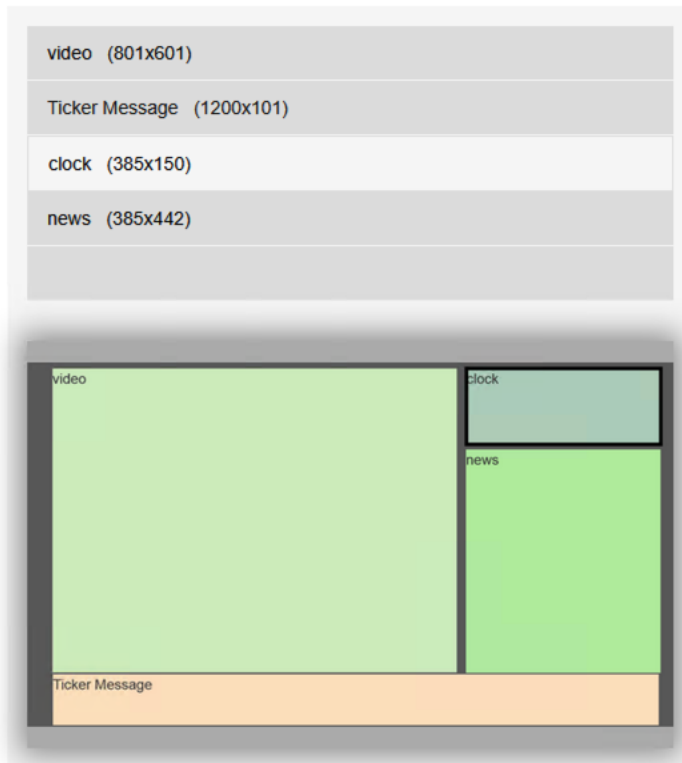 video (801x601)
Ticker Message (1200x101)
clock (385x150)
news (385x442)
video
clock
news
Ticker Message